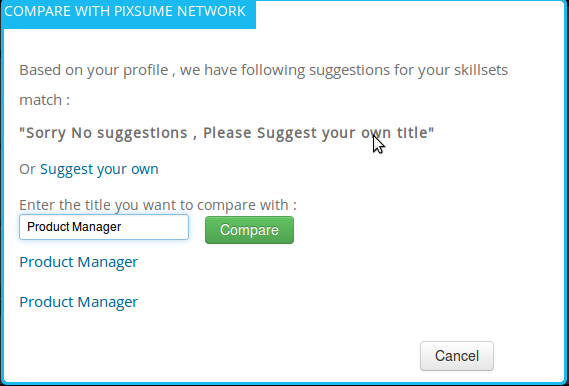 COMPARE WITH PIXSUME NETWORK
Based on your profile , we have following suggestions for your skillsets
match :
"Sorry No suggestions , Please Suggest your own title"
Or Suggest your own
Enter the title you want to compare with :
Product Manager Compare
Product Manager
Product Manager
Cancel